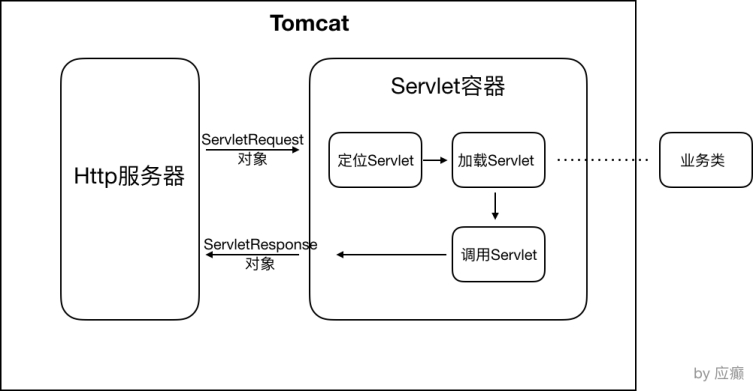 Tomcat
Servlet容器
ServletRequest
对象
Http服务器
定位Servlet
加载Servlet
业务类
ServletResponse
对象
调用Servlet
by 应癫